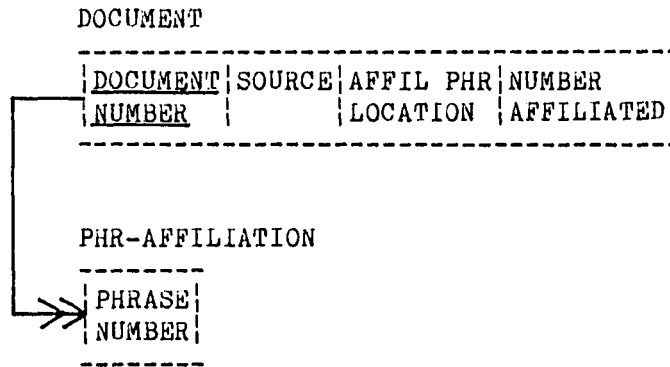 DOCUMENT
DOCUMENT SOURCE AFFIL PHR NUMBER
NUMBER LOCATION AFFILIATED
PHR-AFFILIATION
PHRASE
NUMBER